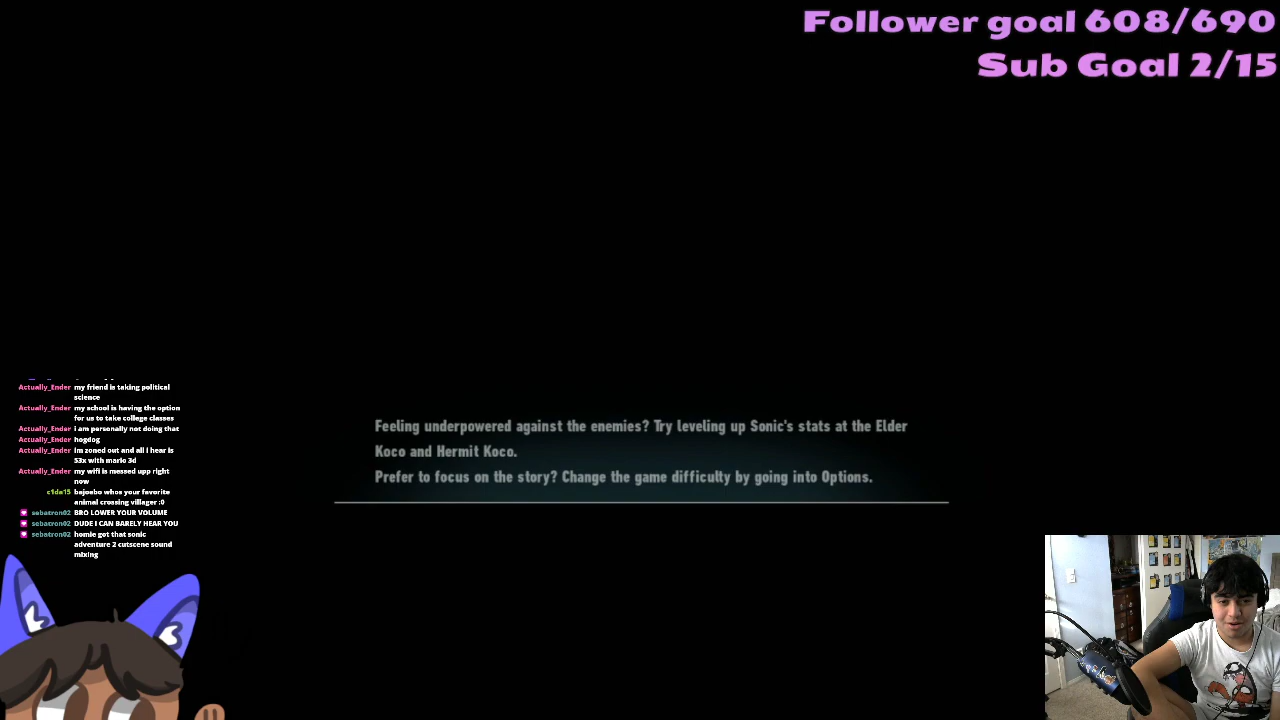 Follower goal 608/690
Sub Goal 2/15
Actually_Ender my friend is taking political
science
Actually_Ender my school is having the option
for us to take college classes
Actually_Ender i am personally not doing that
Actually_Ender hogdog
Actually_Ender im zoned out and all i hear is
53x with mario 3d
Actually_Ender my wifi is messed upp right
now
c1da15 bajoebo whos your favorite
animal crossing villager :0
sebatron02 BRO LOWER YOUR VOLUME
sebatron02 DUDE I CAN BARELY HEAR YOU
sebatron02 homie got that sonic
adventure 2 cutscene sound
mixing
Feeling underpowered against the enemies? Try leveling up Sonic's stats at the Elder
Koco and Hermit Koco.
Prefer to focus on the story? Change the game difficulty by going into Options.